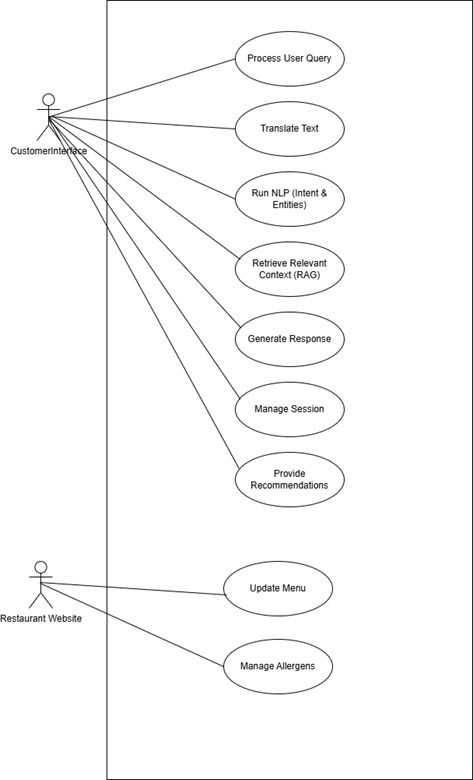 Process User Query
Translate Text
CustomerInterface
Run NLP (Intent &
Entities)
Retrieve Relevant
Context (RAG)
Generate Response
Manage Session
Provide
Recommendations
Update Menu
Restaurant Website
Manage Allergens